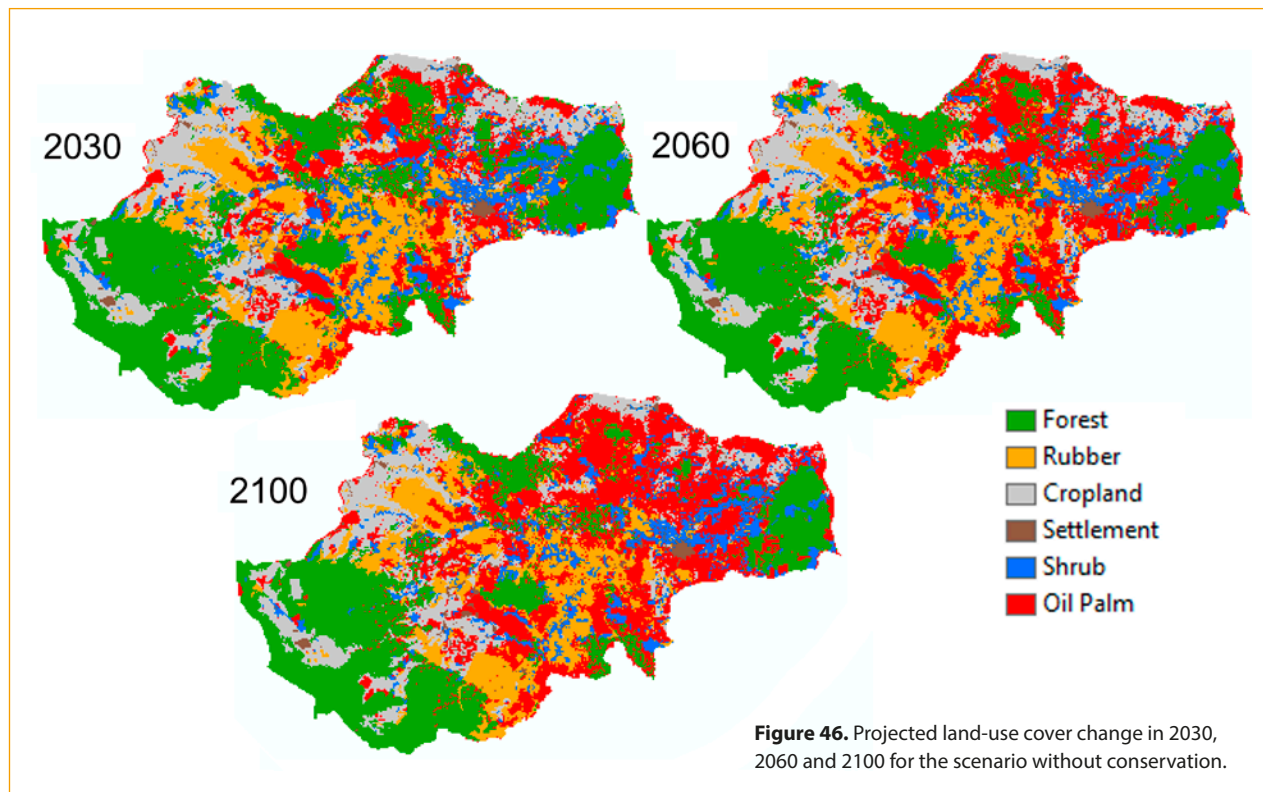 2030
2060
2100
Forest
Rubber
Cropland
Settlement
Shrub
Oil Palm
Figure 46. Projected land-use cover change in 2030,
2060 and 2100 for the scenario without conservation.